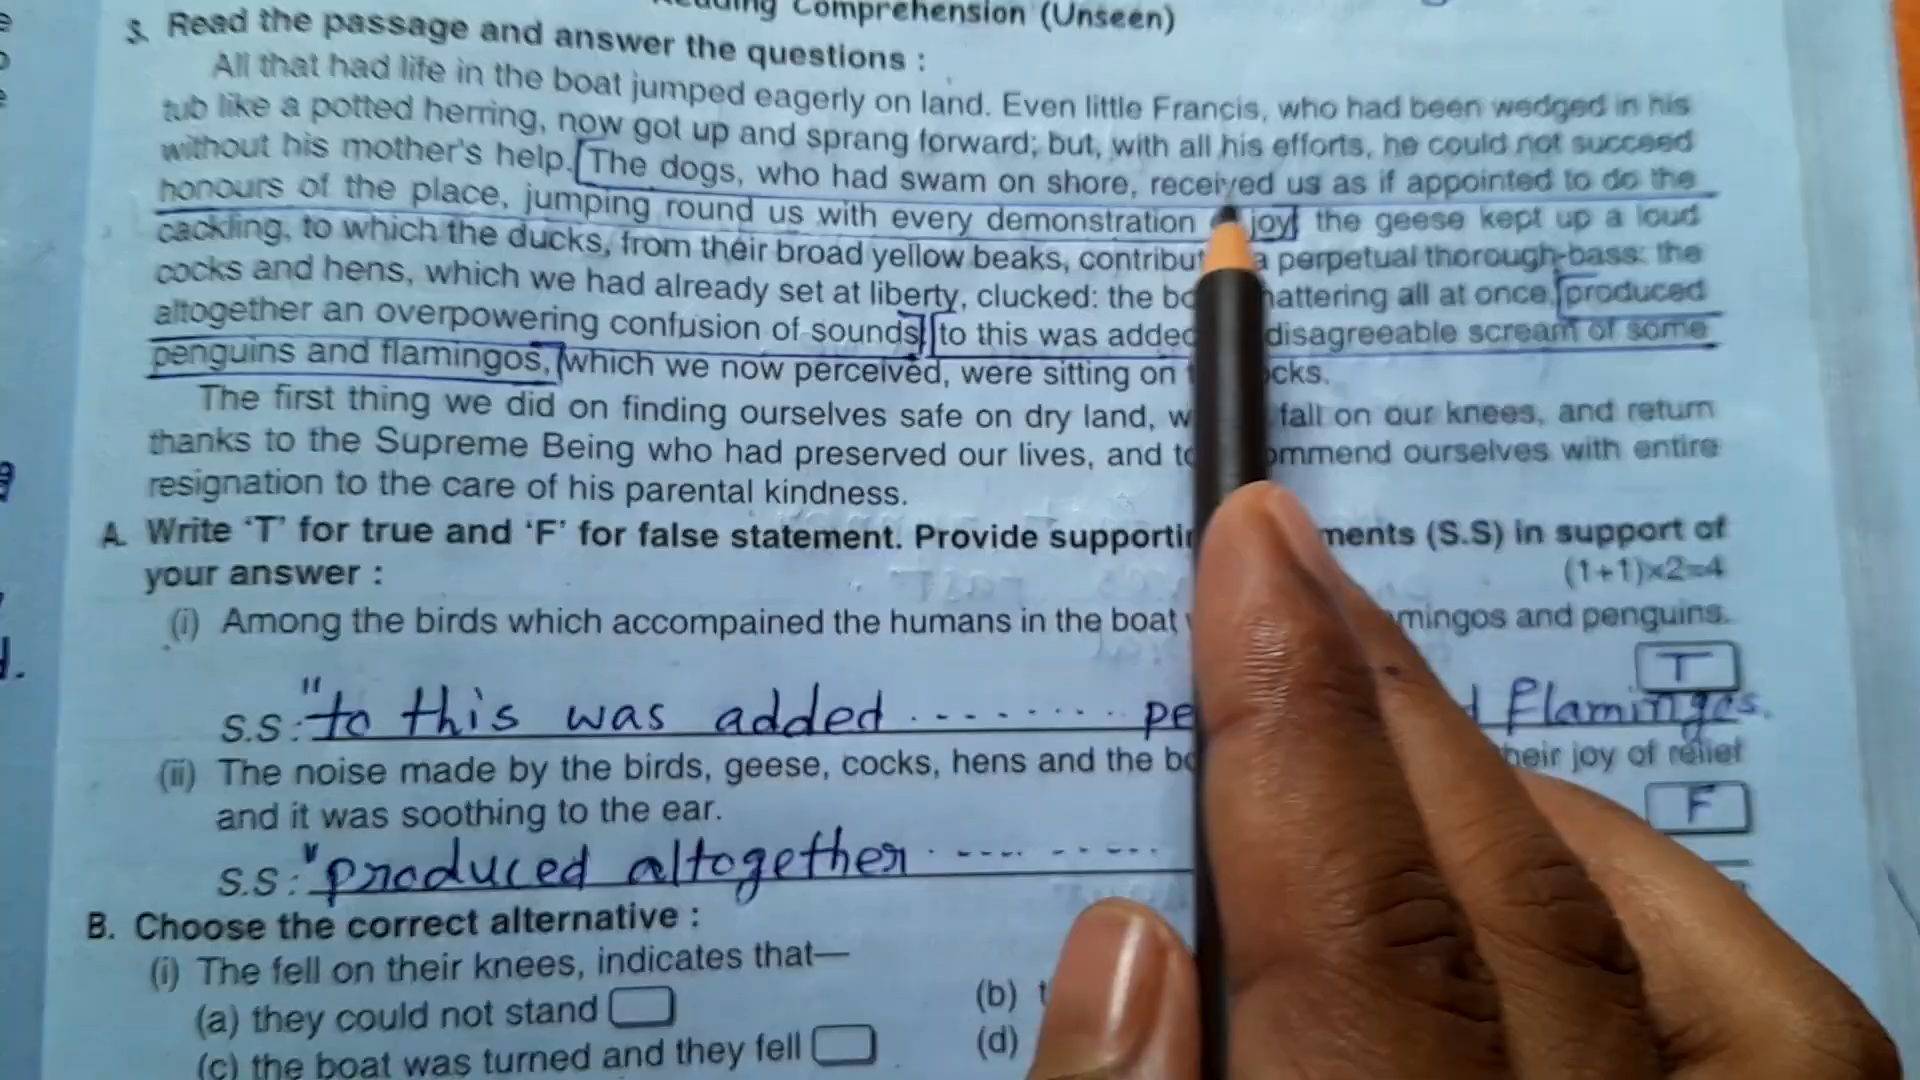 Comprehension (Unseen)
3. Read the passage and answer the questions :
All that had life in the boat jumped eagerly on land. Even little Francis, who had been wedged in his
tub like a potted herring, now got up and sprang forward; but, with all his efforts, he could not succeed
without his mother's help. The dogs, who had swam on shore, received us as if appointed to do the
honours of the place, jumping round us with every demonstration joy, the geese kept up a loud
cackling, to which the ducks, from their broad yellow beaks, a perpetual thorough-bass: the
cocks and hens, which we had already set at liberty, clucked: the all at once, produced
altogether an overpowering confusion of sounds, to this was added disagreeable scream of some
penguins and flamingos, which we now perceived, were sitting on
The first thing we did on finding ourselves safe on dry land, fall on our knees, and return
thanks to the Supreme Being who had preserved our lives, and ourselves with entire
resignation to the care of his parental kindness.
A. Write 'T' for true and 'F' for false statement. Provide (S.S) in support of
your answer : (1+1)×2=4
(i) Among the birds which accompained the humans in the boat and penguins.
T
S.S : "to this was added ........ Flamingos.
(ii) The noise made by the birds, geese, cocks, hens and the joy of relief
and it was soothing to the ear. F
S.S : "produced altogether ........
B. Choose the correct alternative :
(i) The fell on their knees, indicates that—
(a) they could not stand (b)
(c) the boat was turned and they fell (d)